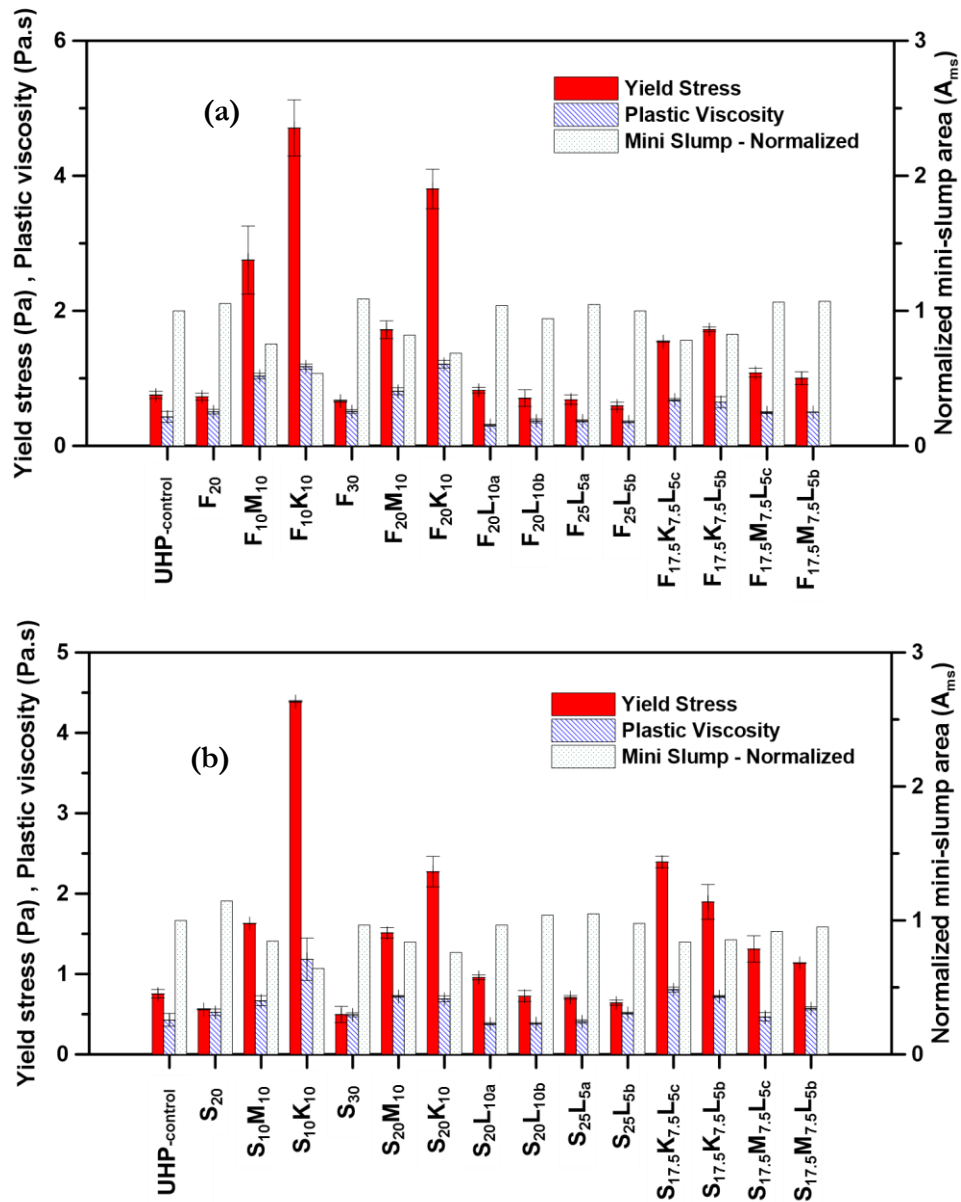 Yield stress (Pa) , Plastic viscosity (Pa.s)
6
4
2
0
(a)
Yield Stress
Plastic Viscosity
Mini Slump - Normalized
3
2
1
0
Normalized mini-slump area (Ams)
UHP-control
F20
F10M10
F10K10
F30
F20M10
F20K10
F20L10a
F20L10b
F25L5a
F25L5b
F17.5K7.5L5c
F17.5K7.5L5b
F17.5M7.5L5c
F17.5M7.5L5b
Yield stress (Pa) , Plastic viscosity (Pa.s)
5
4
3
2
1
0
(b)
Yield Stress
Plastic Viscosity
Mini Slump - Normalized
3
2
1
0
Normalized mini-slump area (Ams)
UHP-control
S20
S10M10
S10K10
S30
S20M10
S20K10
S20L10a
S20L10b
S25L5a
S25L5b
S17.5K7.5L5c
S17.5K7.5L5b
S17.5M7.5L5c
S17.5M7.5L5b